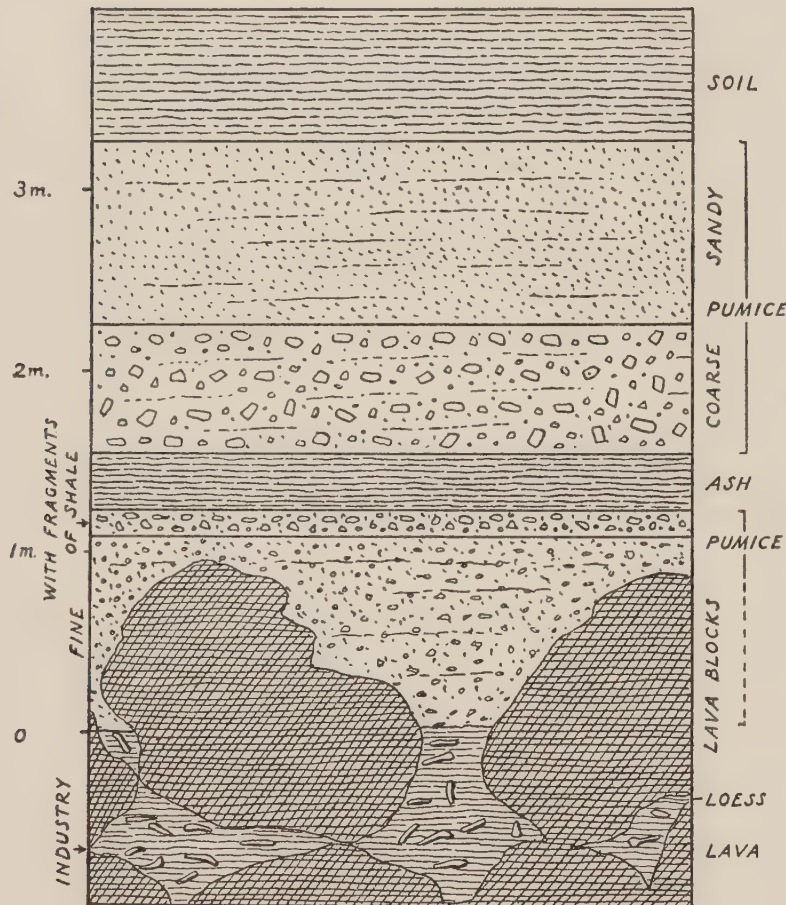 SOIL
3m.
SANDY
PUMICE
2m.
COARSE
WITH FRAGMENTS
OF SHALE
ASH
1m.
PUMICE
FINE
LAVA BLOCKS
0
LOESS
INDUSTRY
LAVA